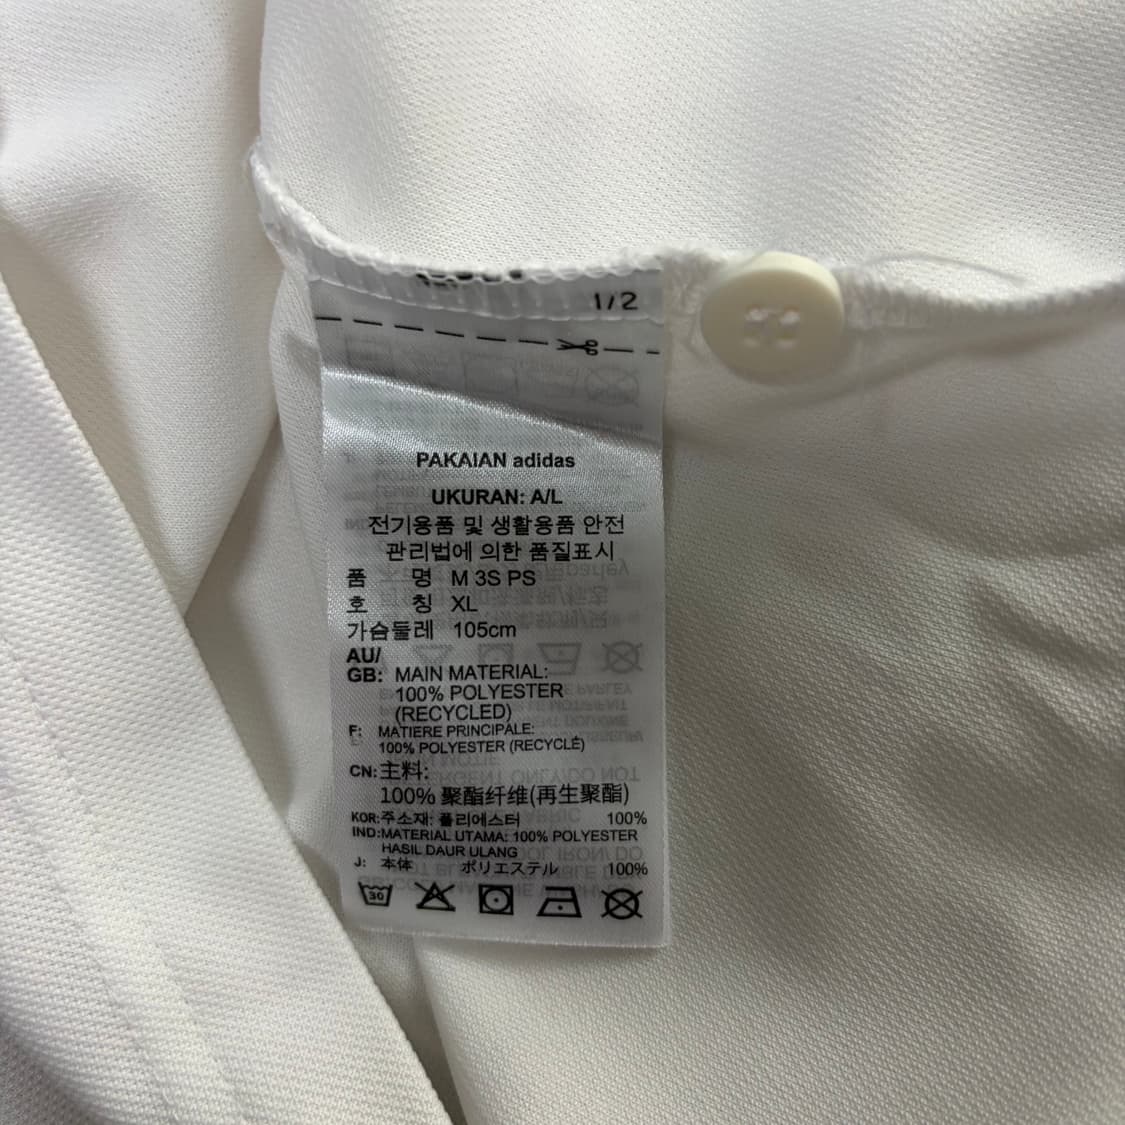 1/2
PAKAIAN adidas
UKURAN: A/L
전기용품 및 생활용품 안전
관리법에 의한 품질표시
품 명 M 3S PS
호 칭 XL
가슴둘레 105cm
AU/
GB: MAIN MATERIAL:
100% POLYESTER
(RECYCLED)
F: MATIERE PRINCIPALE:
100% POLYESTER (RECYCLÉ)
CN: 主料:
100% 聚酯纤维(再生聚酯)
KOR: 주소재: 폴리에스터 100%
IND: MATERIAL UTAMA: 100% POLYESTER
HASIL DAUR ULANG
J: 本体 ポリエステル 100%
30